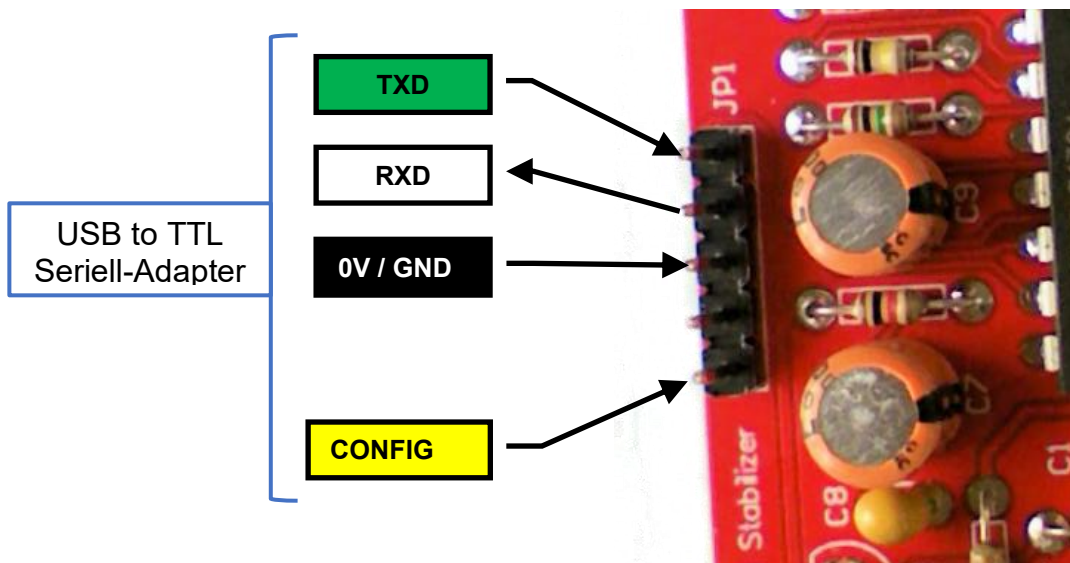 TXD
RXD
USB to TTL
Seriell-Adapter
0V / GND
CONFIG
JP1
C9
C7
Stabilizer
C8
C1